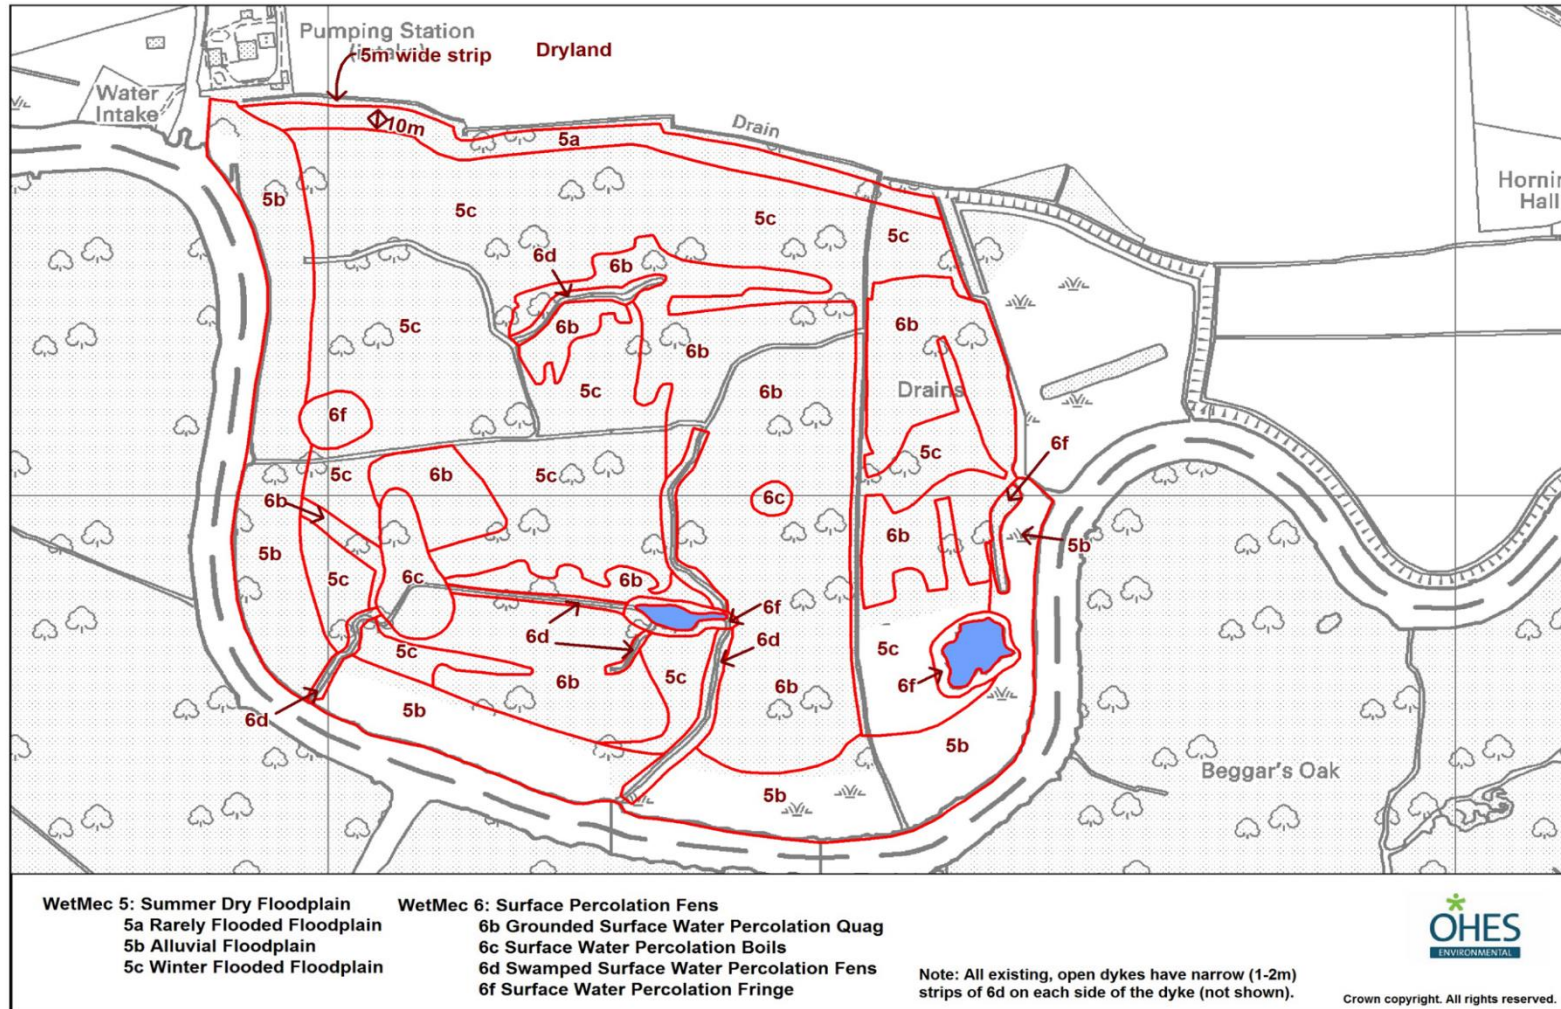 Pumping Station
5m wide strip
Dryland
Water
Intake
10m
5a
Drain
Hornin
Hall
5b
5c
5c
5c
6d
6b
5c
6b
6b
6b
6b
5c
Drains
6f
5c
6f
5c
6b
5c
6b
6c
6b
5b
5b
5c
6c
6b
6f
6d
6d
5c
5c
5c
6b
6b
6f
6d
5b
5b
5b
Beggar's Oak
WetMec 5: Summer Dry Floodplain
5a Rarely Flooded Floodplain
5b Alluvial Floodplain
5c Winter Flooded Floodplain
WetMec 6: Surface Percolation Fens
6b Grounded Surface Water Percolation Quag
6c Surface Water Percolation Boils
6d Swamped Surface Water Percolation Fens
6f Surface Water Percolation Fringe
Note: All existing, open dykes have narrow (1-2m)
strips of 6d on each side of the dyke (not shown).
OHES
ENVIRONMENTAL
Crown copyright. All rights reserved.